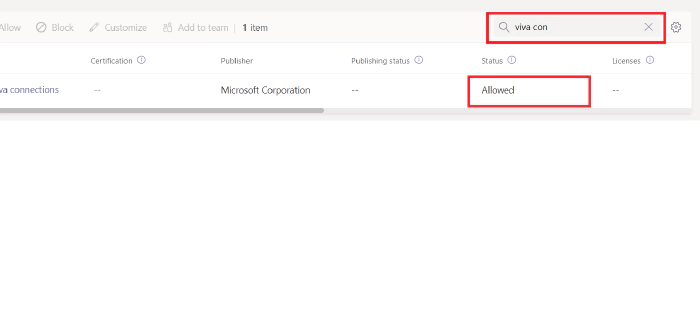 Allow Block Customize Add to team 1 item viva con
Certification Publisher Publishing status Status Licenses
va connections -- Microsoft Corporation -- Allowed --